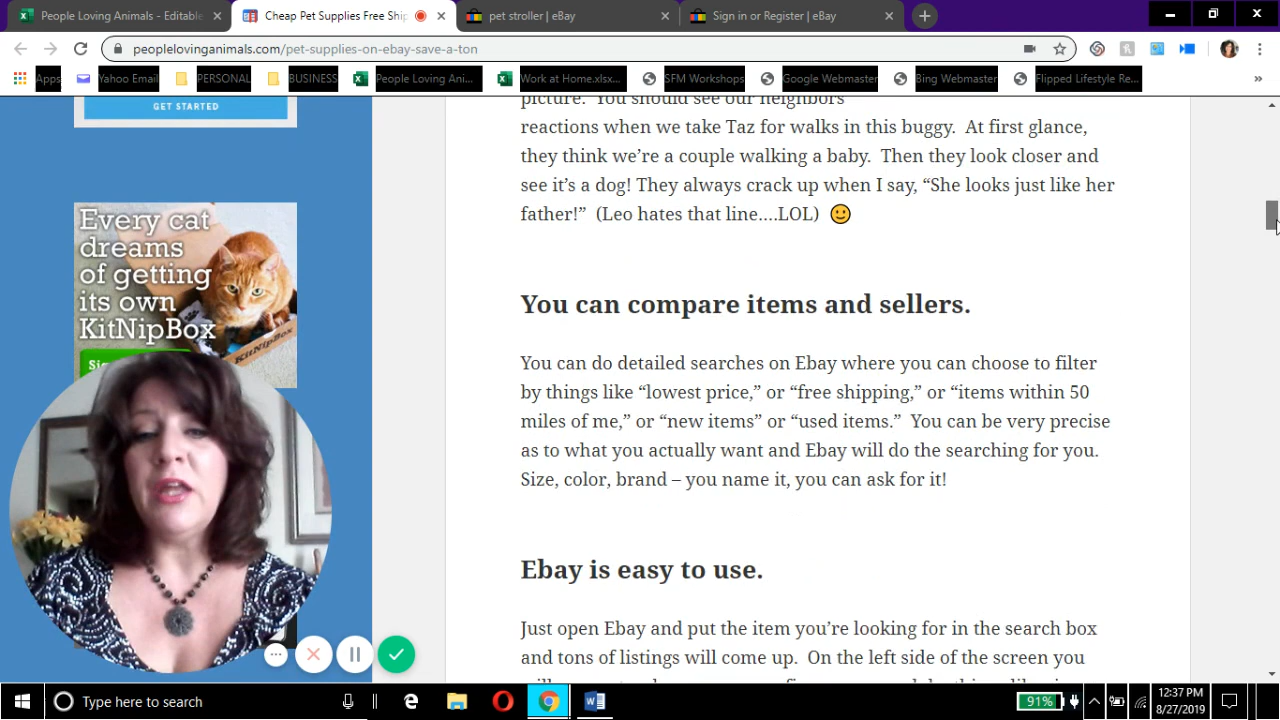 People Loving Animals - Editable
Cheap Pet Supplies Free Ship
pet stroller | eBay
Sign in or Register | eBay
peoplelovinganimals.com/pet-supplies-on-ebay-save-a-ton
Apps
Yahoo Email
PERSONAL
BUSINESS
People Loving Ani...
Work at Home.xlsx...
SFM Workshops
Google Webmaster
Bing Webmaster
Flipped Lifestyle Re...
»
GET STARTED
Every cat
dreams
of getting
its own
KitNipBox
picture. You should see our neighbors
reactions when we take Taz for walks in this buggy. At first glance,
they think we’re a couple walking a baby. Then they look closer and
see it’s a dog! They always crack up when I say, “She looks just like her
father!” (Leo hates that line….LOL) 🙂
You can compare items and sellers.
You can do detailed searches on Ebay where you can choose to filter
by things like “lowest price,” or “free shipping,” or “items within 50
miles of me,” or “new items” or “used items.” You can be very precise
as to what you actually want and Ebay will do the searching for you.
Size, color, brand – you name it, you can ask for it!
Ebay is easy to use.
Just open Ebay and put the item you’re looking for in the search box
and tons of listings will come up. On the left side of the screen you
Type here to search
91%
12:37 PM
8/27/2019